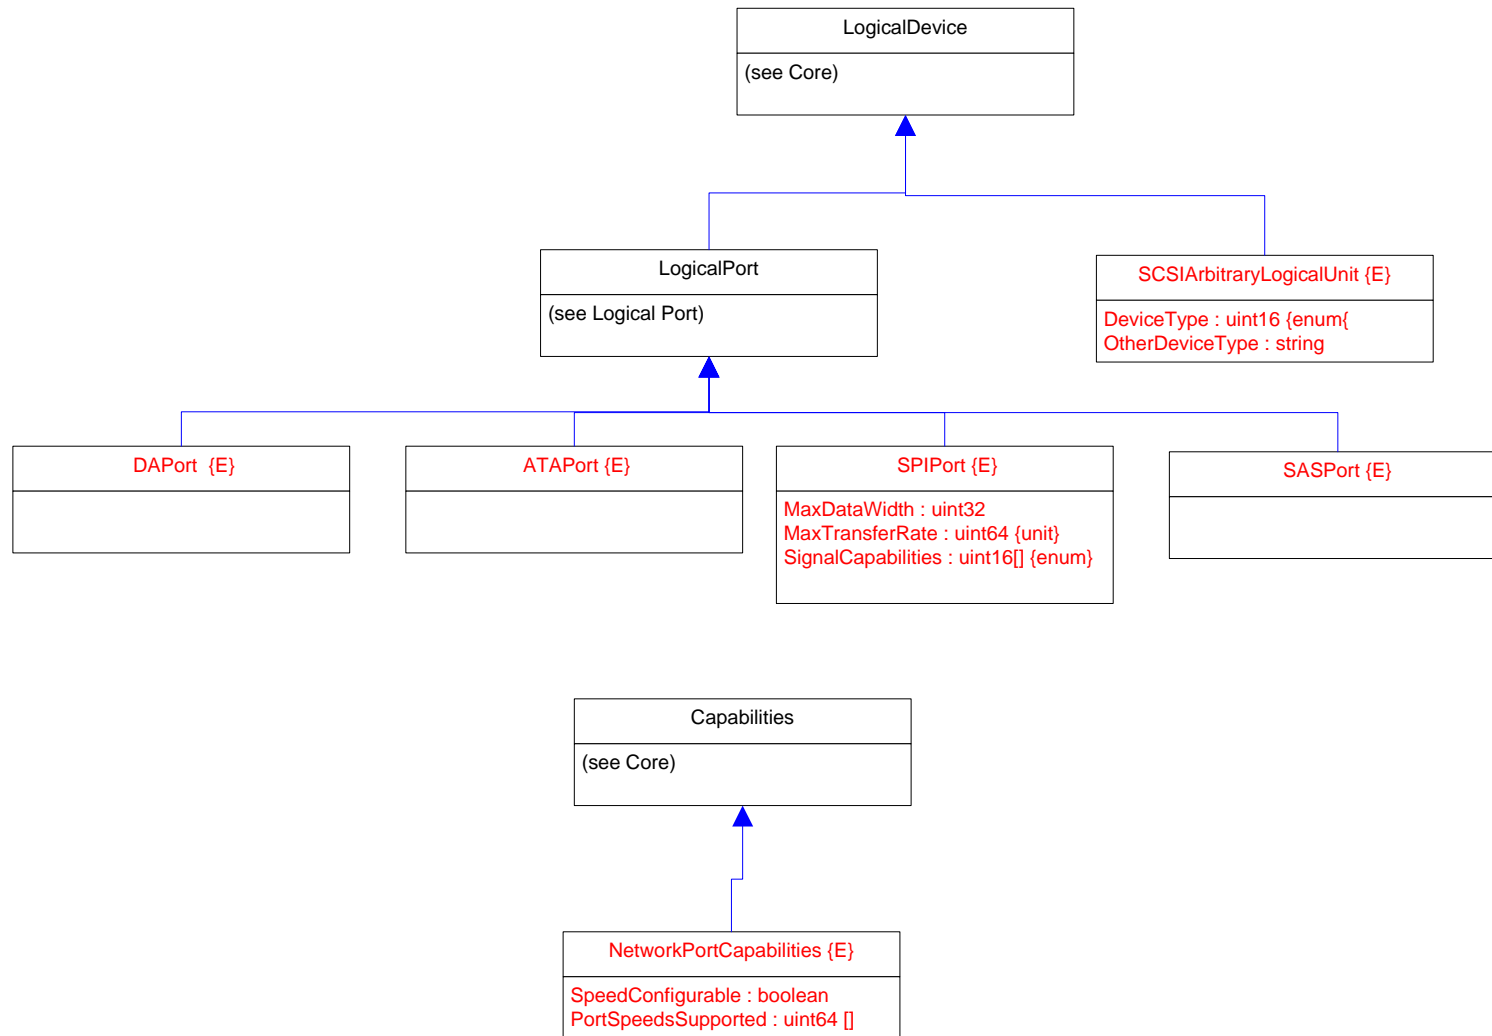 LogicalDevice
(see Core)
LogicalPort
(see Logical Port)
SCSIArbitraryLogicalUnit {E}
DeviceType : uint16 {enum{
OtherDeviceType : string
DAPort  {E}
ATAPort {E}
SPIPort {E}
MaxDataWidth : uint32
MaxTransferRate : uint64 {unit}
SignalCapabilities : uint16[] {enum}
SASPort {E}
Capabilities
(see Core)
NetworkPortCapabilities {E}
SpeedConfigurable : boolean
PortSpeedsSupported : uint64 []